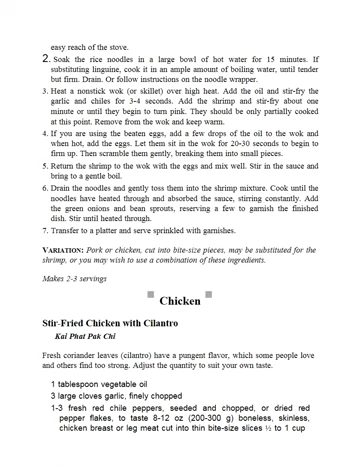 easy reach of the stove.
2. Soak the rice noodles in a large bowl of hot water for 15 minutes. If
substituting linguine, cook it in an ample amount of boiling water, until tender
but firm. Drain. Or follow instructions on the noodle wrapper.
3. Heat a nonstick wok (or skillet) over high heat. Add the oil and stir-fry the
garlic and chiles for 3-4 seconds. Add the shrimp and stir-fry about one
minute or until they begin to turn pink. They should be only partially cooked
at this point. Remove from the wok and keep warm.
4. If you are using the beaten eggs, add a few drops of the oil to the wok and
when hot, add the eggs. Let them sit in the wok for 20-30 seconds to begin to
firm up. Then scramble them gently, breaking them into small pieces.
5. Return the shrimp to the wok with the eggs and mix well. Stir in the sauce and
bring to a gentle boil.
6. Drain the noodles and gently toss them into the shrimp mixture. Cook until the
noodles have heated through and absorbed the sauce, stirring constantly. Add
the green onions and bean sprouts, reserving a few to garnish the finished
dish. Stir until heated through.
7. Transfer to a platter and serve sprinkled with garnishes.
VARIATION: Pork or chicken, cut into bite-size pieces, may be substituted for the
shrimp, or you may wish to use a combination of these ingredients.
Makes 2-3 servings
Chicken
Stir-Fried Chicken with Cilantro
Kai Phat Pak Chi
Fresh coriander leaves (cilantro) have a pungent flavor, which some people love
and others find too strong. Adjust the quantity to suit your own taste.
1 tablespoon vegetable oil
3 large cloves garlic, finely chopped
1-3 fresh red chile peppers, seeded and chopped, or dried red
pepper flakes, to taste 8-12 oz (200-300 g) boneless, skinless,
chicken breast or leg meat cut into thin bite-size slices ½ to 1 cup